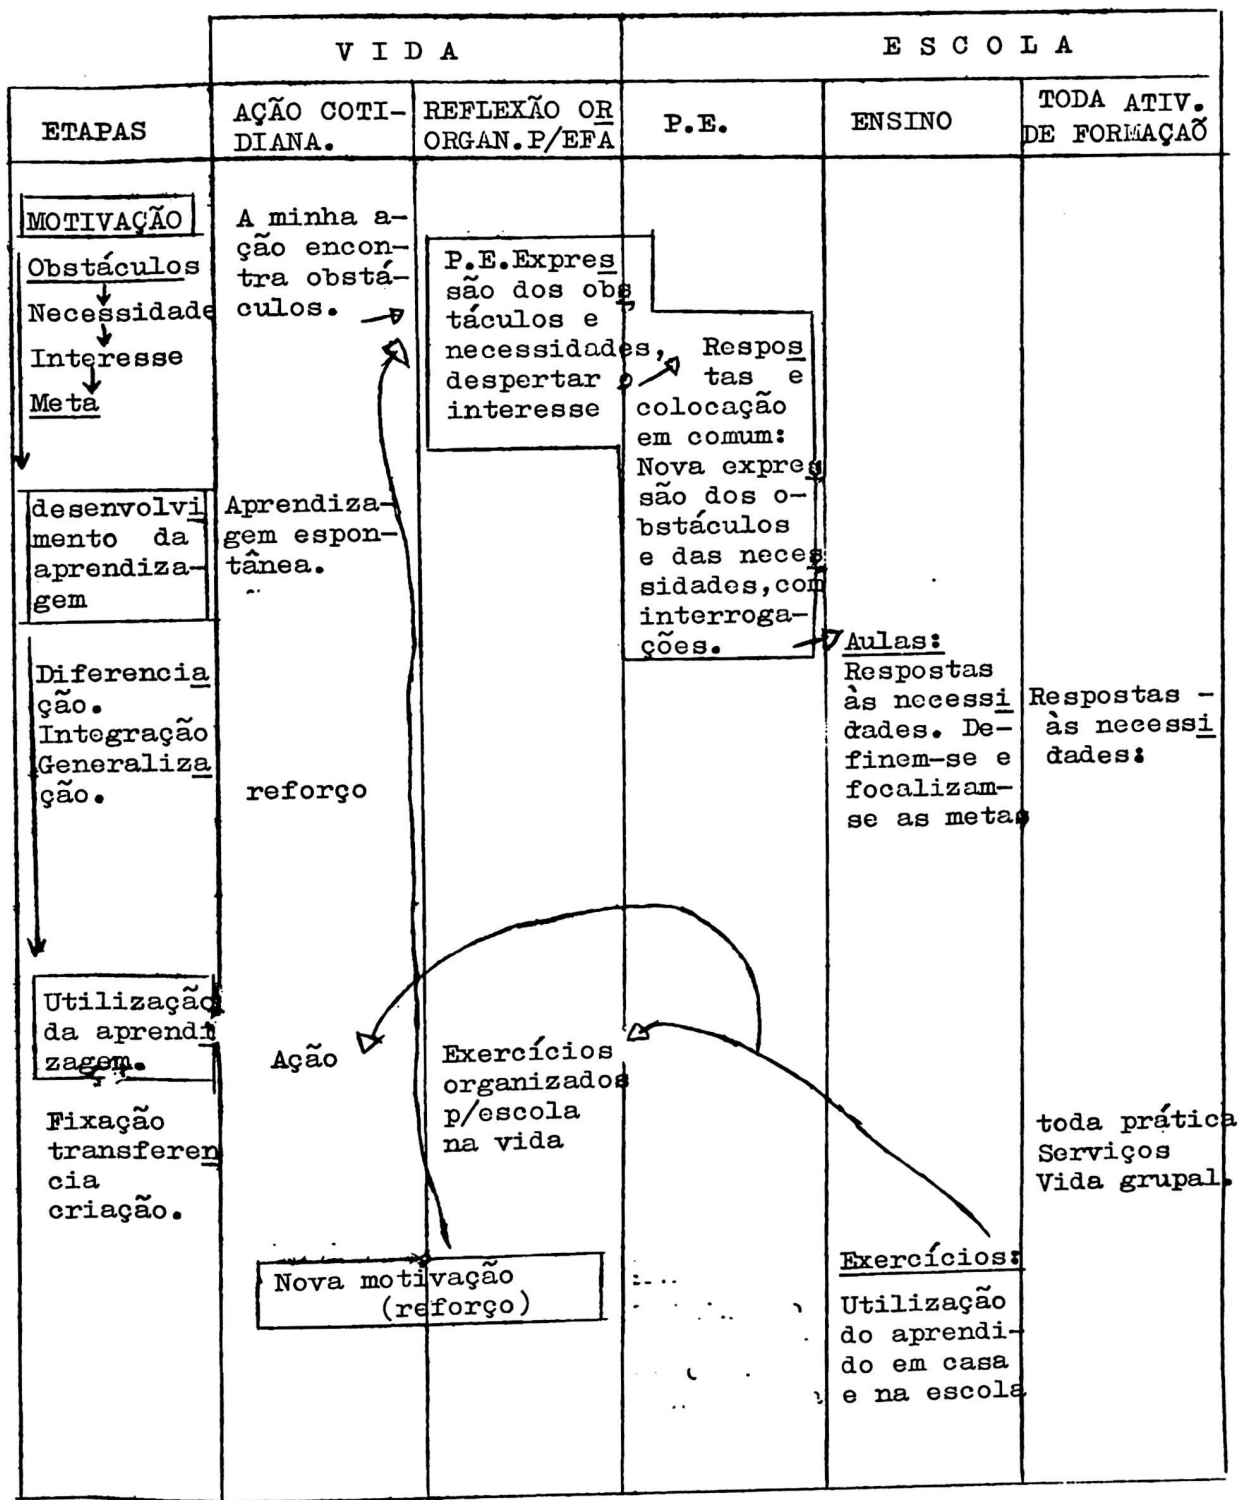 V I D A
E S C O L A
ETAPAS
AÇÃO COTI-
DIANA.
REFLEXÃO OR
ORGAN.P/EFA
P.E.
ENSINO
TODA ATIV.
DE FORMAÇAÕ
MOTIVAÇÃO
Obstáculos
Necessidade
Interesse
Meta
A minha a-
ção encon-
tra obstá-
culos.
P.E.Expres
são dos obs
táculos e
necessidades,
despertar o
interesse
Respos
tas e
colocação
em comum:
Nova expres
são dos o-
bstáculos
e das neces
sidades,com
interroga-
ções.
desenvolvi
mento da
aprendiza-
gem
Aprendiza-
gem espon-
tânea.
Diferencia
ção.
Integração
Generaliza
ção.
reforço
Aulas:
Respostas
às necessi
dades. De-
finem-se e
focalizam-
se as metas
Respostas -
às necessi
dades:
Utilização
da aprendi
zagem.
Ação
Exercícios
organizados
p/escola
na vida
Fixação
transferen
cia
criação.
toda prática
Serviços
Vida grupal.
Nova motivação
(reforço)
Exercícios:
Utilização
do aprendi-
do em casa
e na escola